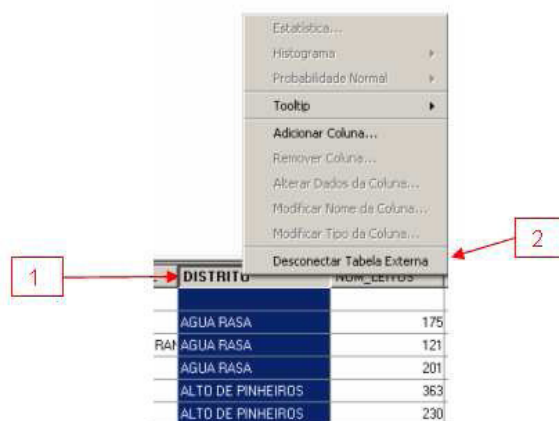 Estatística...
Histograma
Probabilidade Normal
Tooltip
Adicionar Coluna...
Remover Coluna...
Alterar Dados da Coluna...
Modificar Nome da Coluna...
Modificar Tipo da Coluna...
Desconectar Tabela Externa
2
1
DISTRITO NUM_LEITOS
AGUA RASA 175
RAN AGUA RASA 121
AGUA RASA 201
ALTO DE PINHEIROS 363
ALTO DE PINHEIROS 230